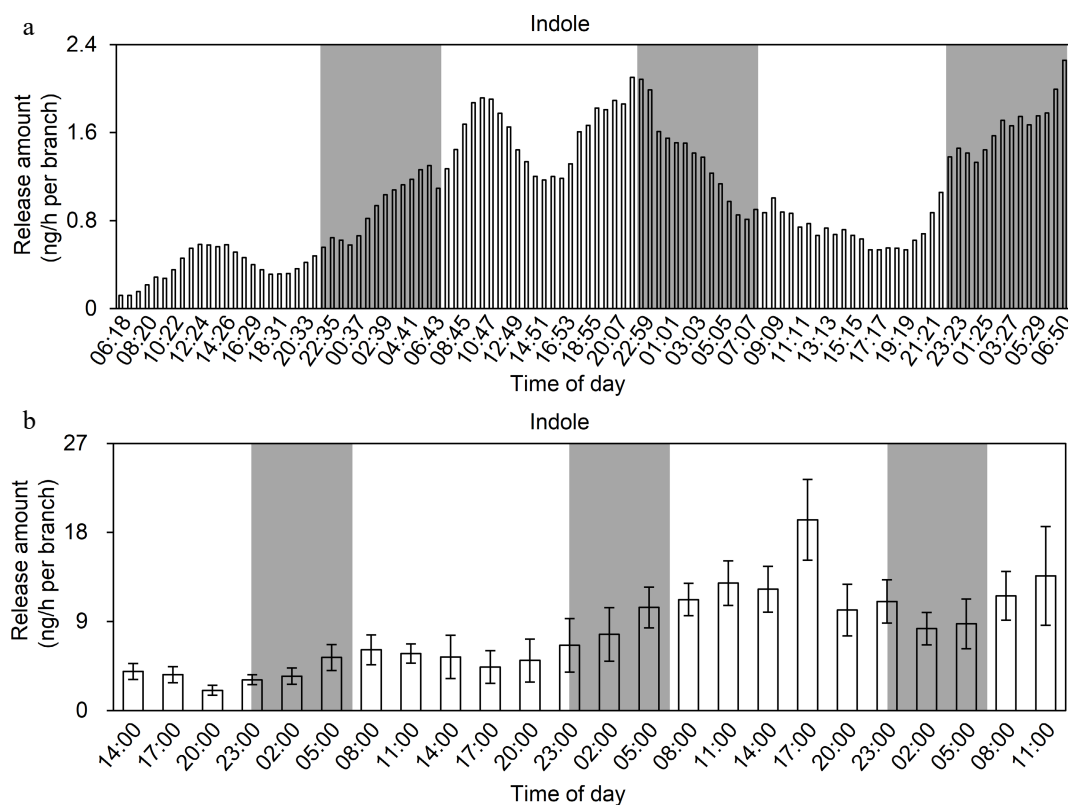 a
Indole
2.4
1.6
0.8
0
Release amount
(ng/h per branch)
06:18 08:20 10:22 12:24 14:26 16:29 18:31 20:33 22:35 00:37 02:39 04:41 06:43 08:45 10:47 12:49 14:51 16:53 18:55 20:07 22:59 01:01 03:03 05:05 07:07 09:09 11:11 13:13 15:15 17:17 19:19 21:21 23:23 01:25 03:27 05:29 06:50
Time of day
b
Indole
27
18
9
0
Release amount
(ng/h per branch)
14:00 17:00 20:00 23:00 02:00 05:00 08:00 11:00 14:00 17:00 20:00 23:00 02:00 05:00 08:00 11:00 14:00 17:00 20:00 23:00 02:00 05:00 08:00 11:00
Time of day